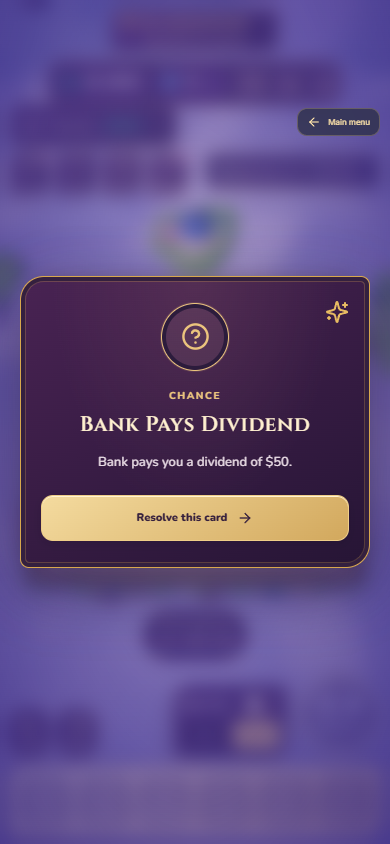 Main menu
CHANCE
Bank Pays Dividend
Bank pays you a dividend of $50.
Resolve this card